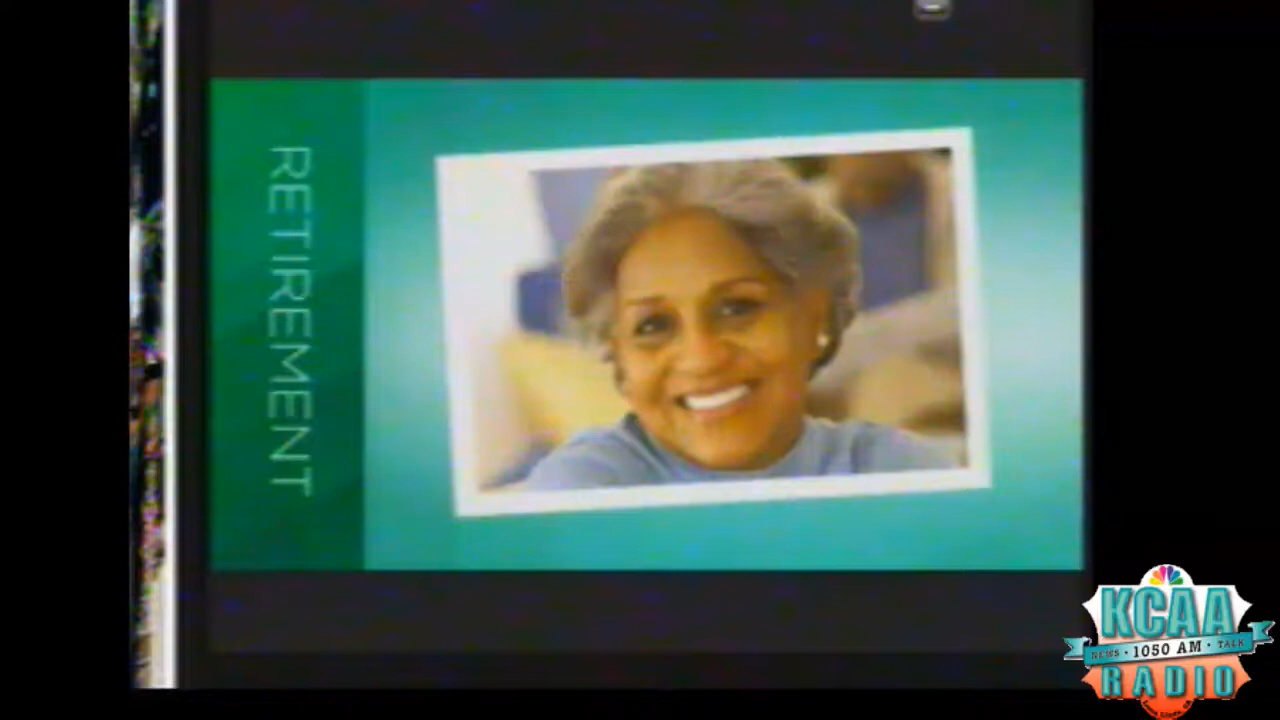 RETIREMENT
KCAA
NEWS · 1050 AM · TALK
RADIO